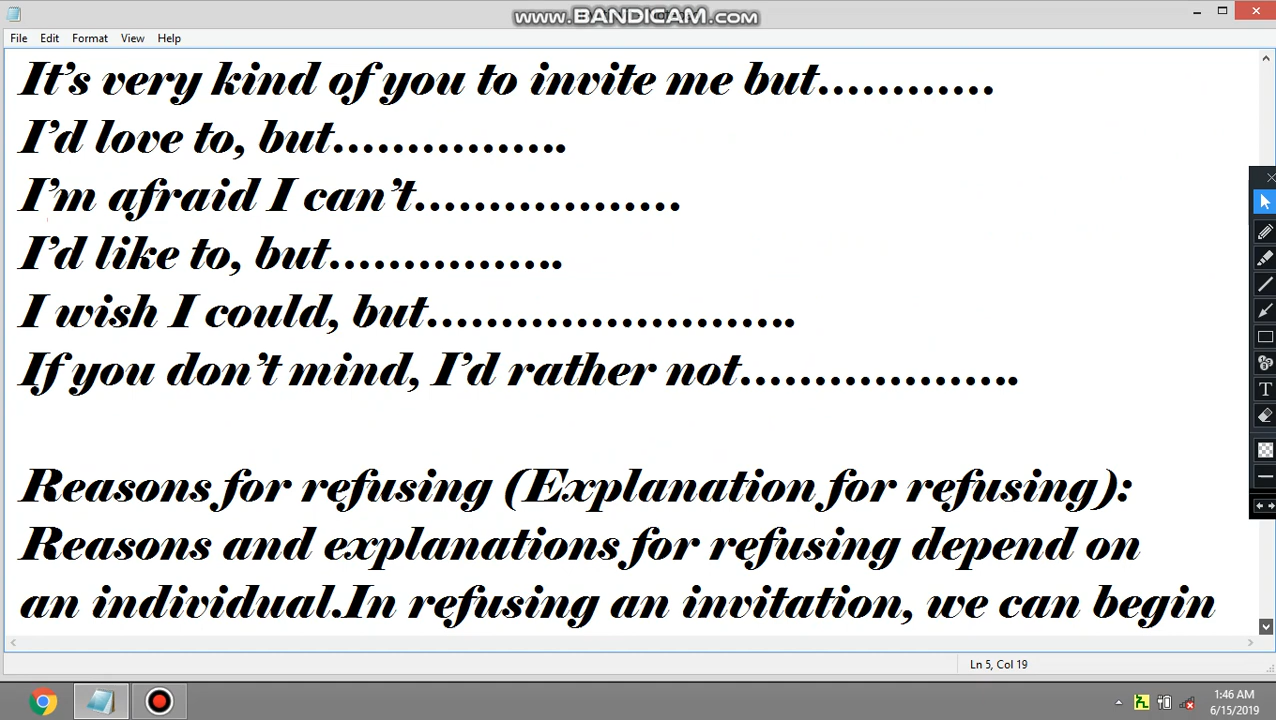 www.BANDICAM.com
File Edit Format View Help
It's very kind of you to invite me but............
I'd love to, but................
I'm afraid I can't..................
I'd like to, but................
I wish I could, but.........................
If you don't mind, I'd rather not...................
Reasons for refusing (Explanation for refusing):
Reasons and explanations for refusing depend on
an individual.In refusing an invitation, we can begin
Ln 5, Col 19
1:46 AM
6/15/2019